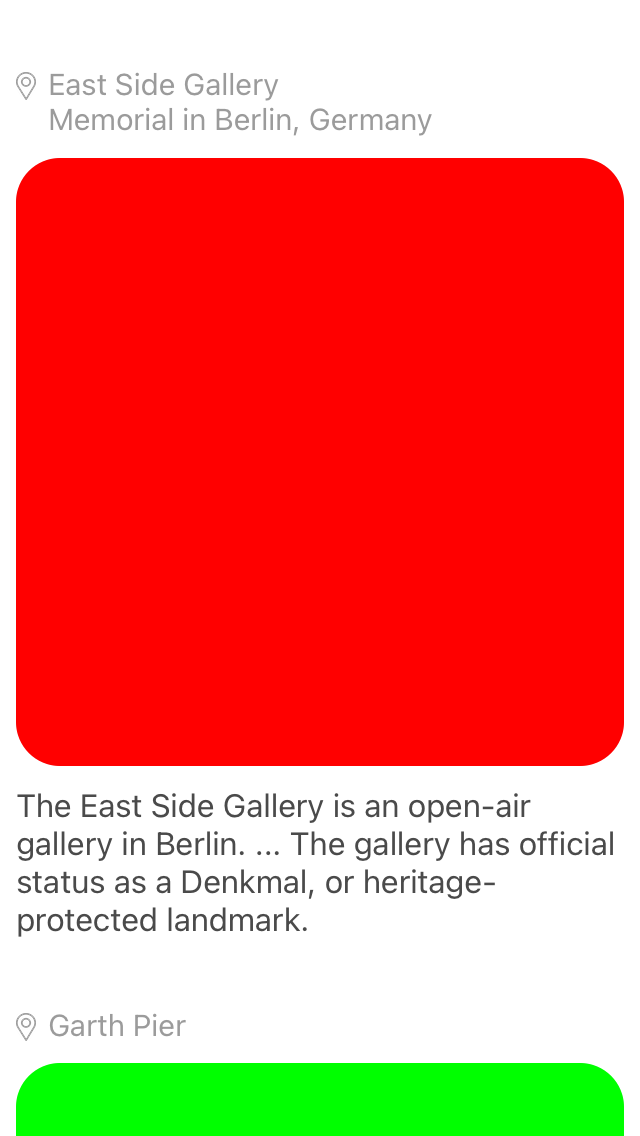 East Side Gallery
Memorial in Berlin, Germany
The East Side Gallery is an open-air
gallery in Berlin. ... The gallery has official
status as a Denkmal, or heritage-
protected landmark.
Garth Pier